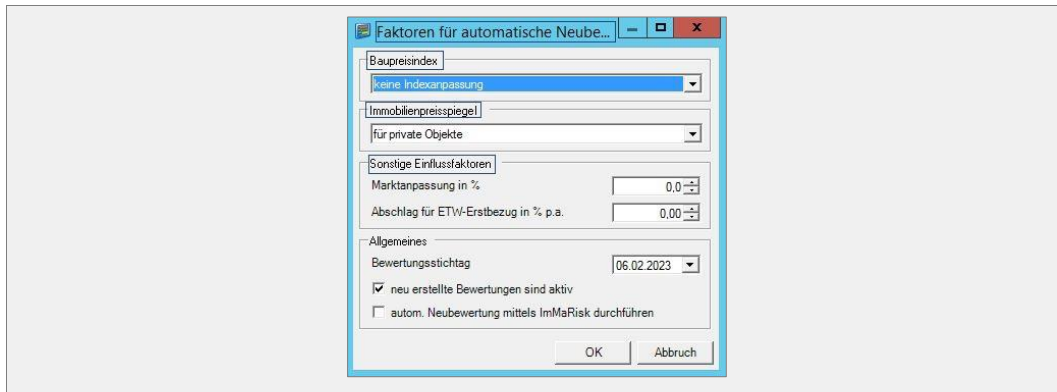 Faktoren für automatische Neube...
Baupreisindex
keine Indexanpassung
Immobilienpreisspiegel
für private Objekte
Sonstige Einflussfaktoren
Marktanpassung in % 0,0
Abschlag für ETW-Erstbezug in % p.a. 0,00
Allgemeines
Bewertungsstichtag 06.02.2023
neu erstellte Bewertungen sind aktiv
autom. Neubewertung mittels ImMaRisk durchführen
OK Abbruch